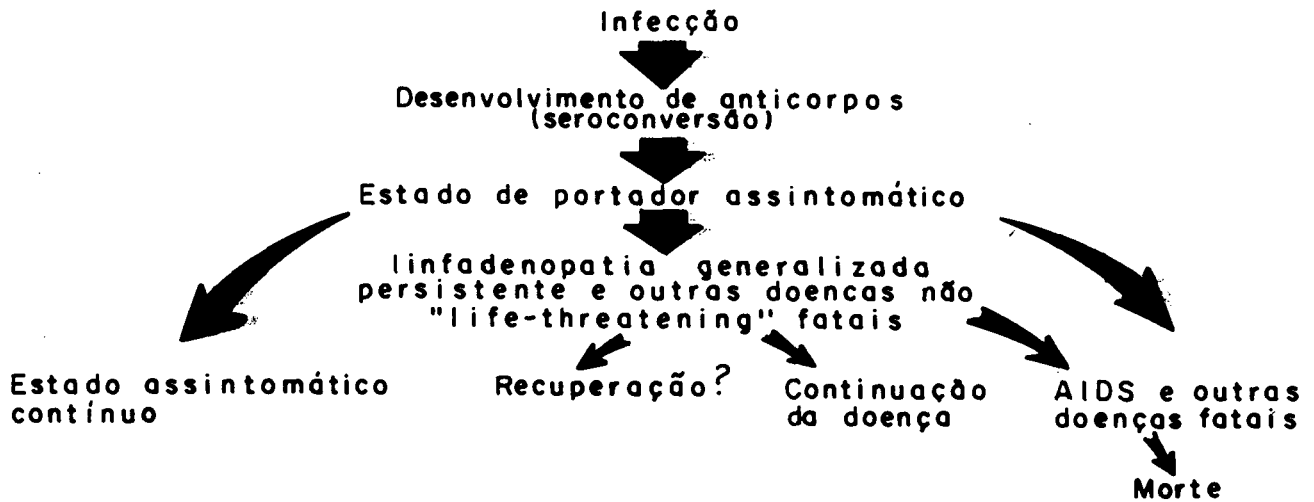 Infecção
Desenvolvimento de anticorpos
(seroconversão)
Estado de portador assintomático
linfadenopatia generalizada
persistente e outras doencas não
"life-threatening" fatais
Estado assintomático
contínuo
Recuperação?
Continuação
da doença
AIDS e outras
doenças fatais
Morte